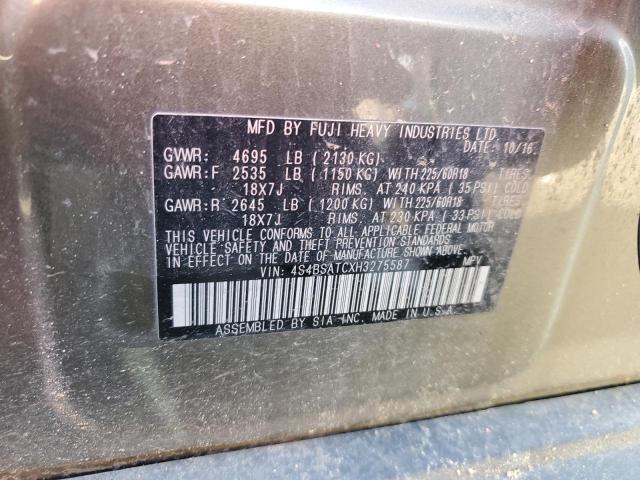 MFD BY FUJI HEAVY INDUSTRIES LTD.
DATE: 10/16
GVWR: 4695 LB (2130 KG)
GAWR: F 2535 LB (1150 KG) WITH 225/60R18 TIRES
18X7J RIMS, AT 240 KPA (35 PSI) COLD
GAWR: R 2645 LB (1200 KG) WITH 225/60R18 TIRES
18X7J RIMS, AT 230 KPA (33 PSI) COLD
THIS VEHICLE CONFORMS TO ALL APPLICABLE FEDERAL MOTOR
VEHICLE SAFETY AND THEFT PREVENTION STANDARDS
IN EFFECT ON THE DATE OF MANUFACTURE SHOWN ABOVE.
VIN: 4S4BSATCXH3275587 MPV
ASSEMBLED BY SIA INC. MADE IN U.S.A.